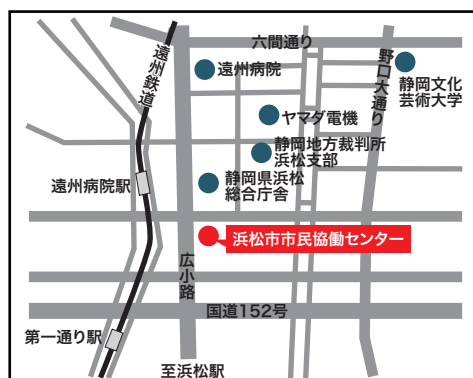 六間通り
遠州鉄道
遠州病院
野口大通り
静岡文化
芸術大学
ヤマダ電機
静岡地方裁判所
浜松支部
遠州病院駅
静岡県浜松
総合庁舎
浜松市市民協働センター
広小路
国道152号
第一通り駅
至浜松駅